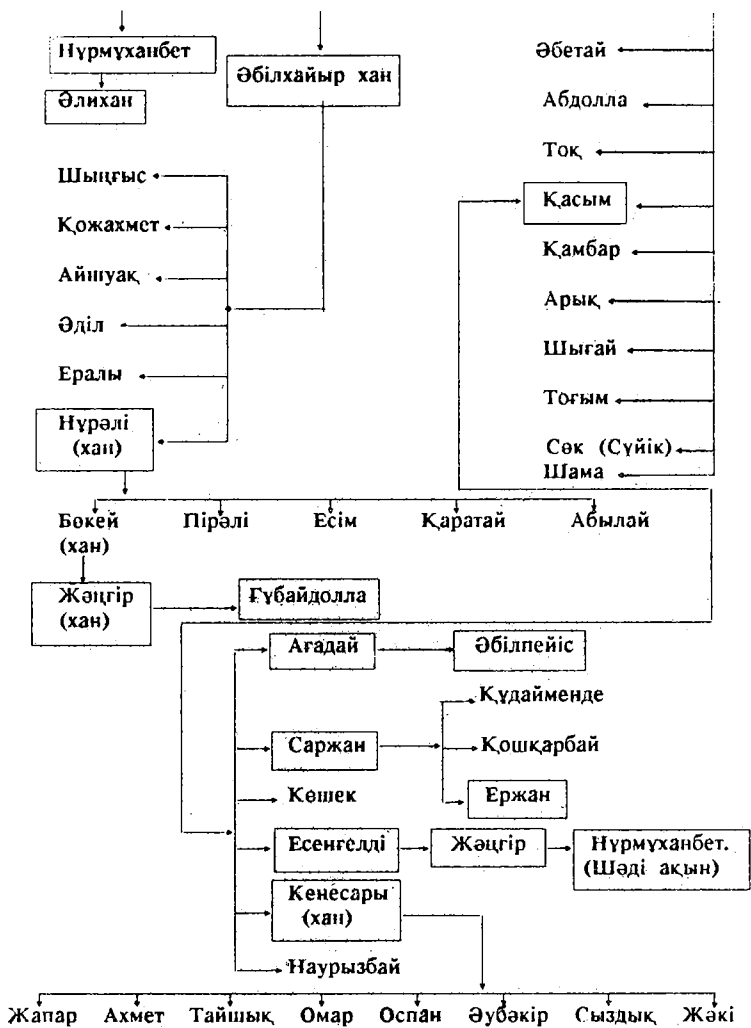 Нұрмұханбет
Әлихан
Әбілхайыр хан
Шыңғыс
Қожахмет
Айшуақ
Әділ
Ералы
Нұрәлі
(хан)
Әбетай
Абдолла
Тоқ
Қасым
Қамбар
Арық
Шығай
Тоғым
Сөк (Сүйік)
Шама
Бөкей
(хан)
Пірәлі
Есім
Қаратай
Абылай
Жәңгір
(хан)
Ғұбайдолла
Ағадай
Әбілпейіс
Саржан
Құдайменде
Қошқарбай
Ержан
Көшек
Есенгелді
Жәңгір
Нұрмұханбет.
(Шәді ақын)
Кенесары
(хан)
Наурызбай
Жапар Ахмет Тайшық Омар Оспан Әубәкір Сыздық Жәкі